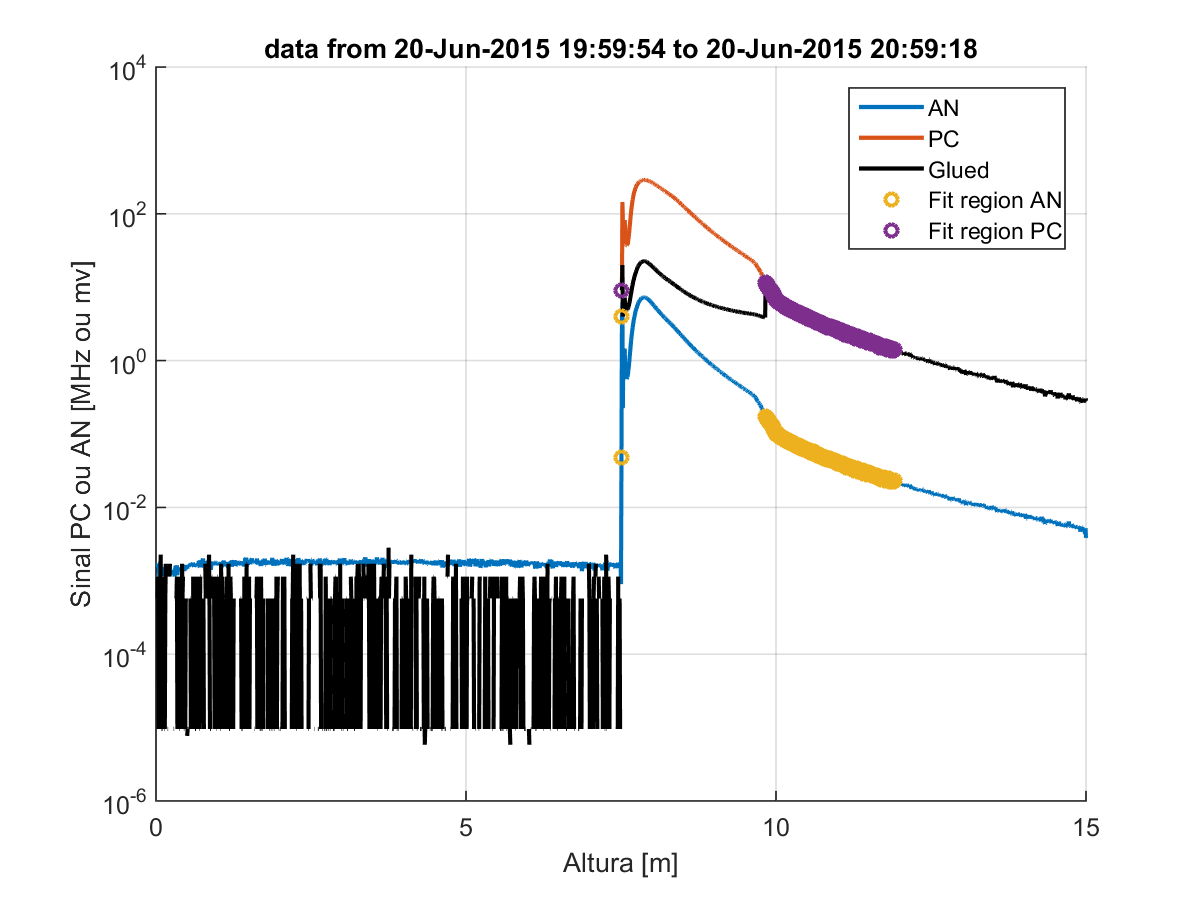 data from 20-Jun-2015 19:59:54 to 20-Jun-2015 20:59:18
10^4
10^2
10^0
10^-2
10^-4
10^-6
Sinal PC ou AN [MHz ou mv]
AN
PC
Glued
Fit region AN
Fit region PC
0 5 10 15
Altura [m]